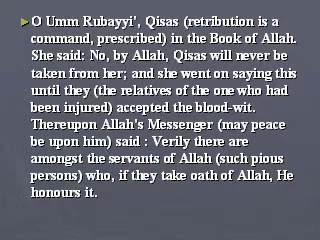 ►O Umm Rubayyi', Qisas (retribution is a
command, prescribed) in the Book of Allah.
She said: No, by Allah, Qisas will never be
taken from her; and she went on saying this
until they (the relatives of the one who had
been injured) accepted the blood-wit.
Thereupon Allah's Messenger (may peace
be upon him) said : Verily there are
amongst the servants of Allah (such pious
persons) who, if they take oath of Allah, He
honours it.